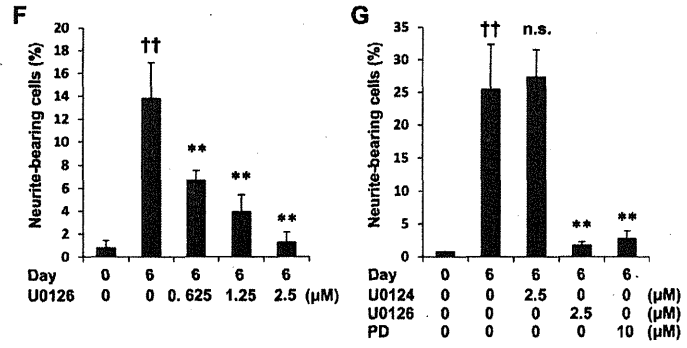 F
Neurite-bearing cells (%)
20
18
16
14
12
10
8
6
4
2
0
††
**
**
**
Day 0 6 6 6 6
U0126 0 0 0.625 1.25 2.5 (μM)
G
Neurite-bearing cells (%)
35
30
25
20
15
10
5
0
††
n.s.
**
**
Day 0 6 6 6 6
U0124 0 0 2.5 0 0 (μM)
U0126 0 0 0 2.5 0 (μM)
PD 0 0 0 0 10 (μM)